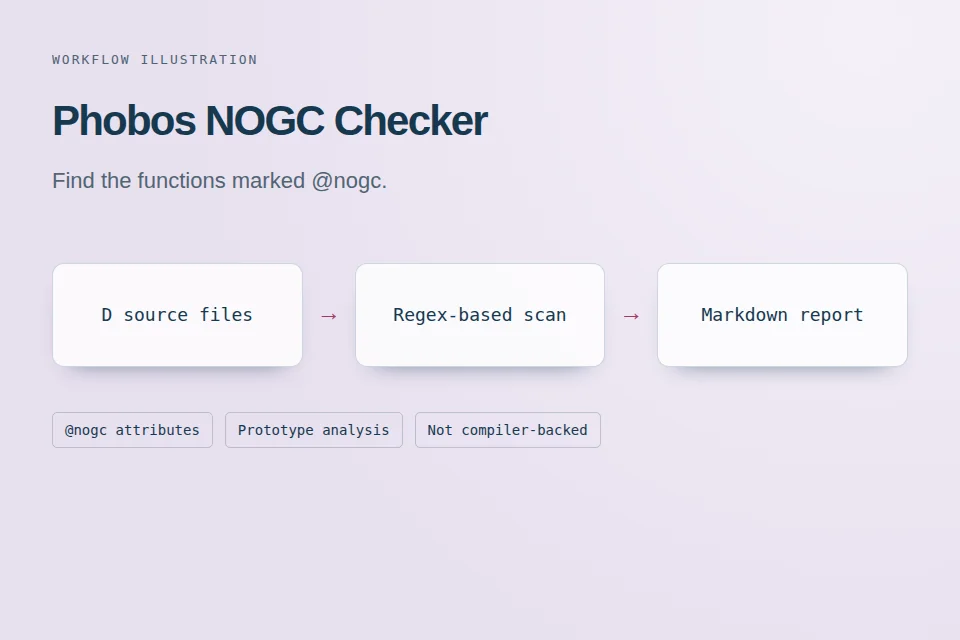 WORKFLOW ILLUSTRATION
Phobos NOGC Checker
Find the functions marked @nogc.
D source files → Regex-based scan → Markdown report
@nogc attributes Prototype analysis Not compiler-backed